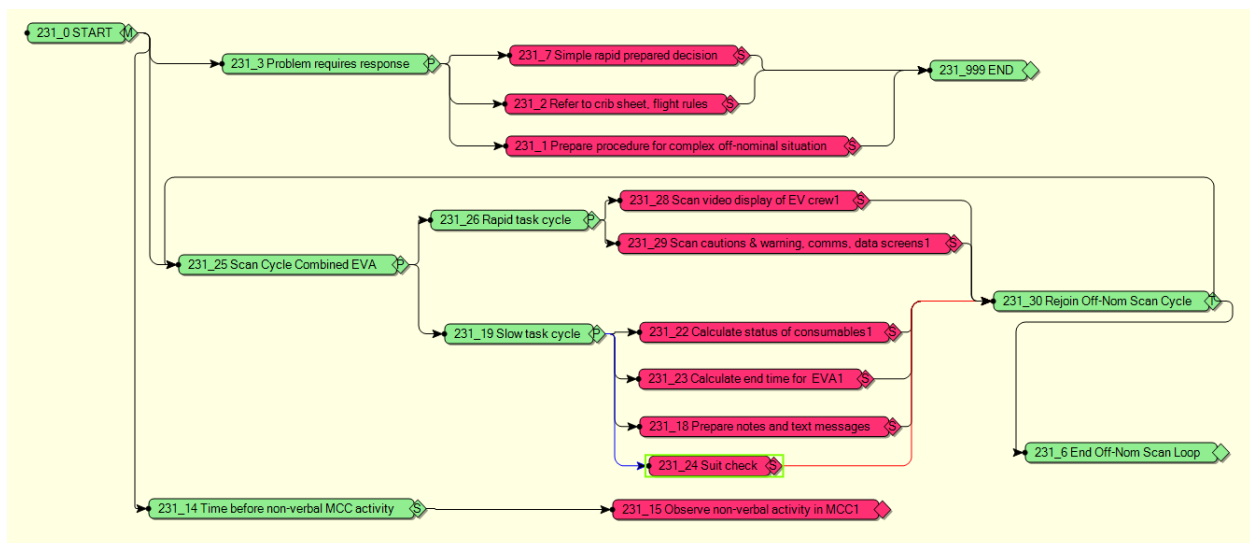 231_0 START M
231_3 Problem requires response P
231_7 Simple rapid prepared decision S
231_2 Refer to crib sheet, flight rules S
231_1 Prepare procedure for complex off-nominal situation S
231_999 END
231_25 Scan Cycle Combined EVA P
231_26 Rapid task cycle P
231_28 Scan video display of EV crew1 S
231_29 Scan cautions & warning, comms, data screens1 S
231_30 Rejoin Off-Nom Scan Cycle T
231_19 Slow task cycle P
231_22 Calculate status of consumables1 S
231_23 Calculate end time for EVA1 S
231_18 Prepare notes and text messages S
231_24 Suit check S
231_6 End Off-Nom Scan Loop
231_14 Time before non-verbal MCC activity S
231_15 Observe non-verbal activity in MCC1